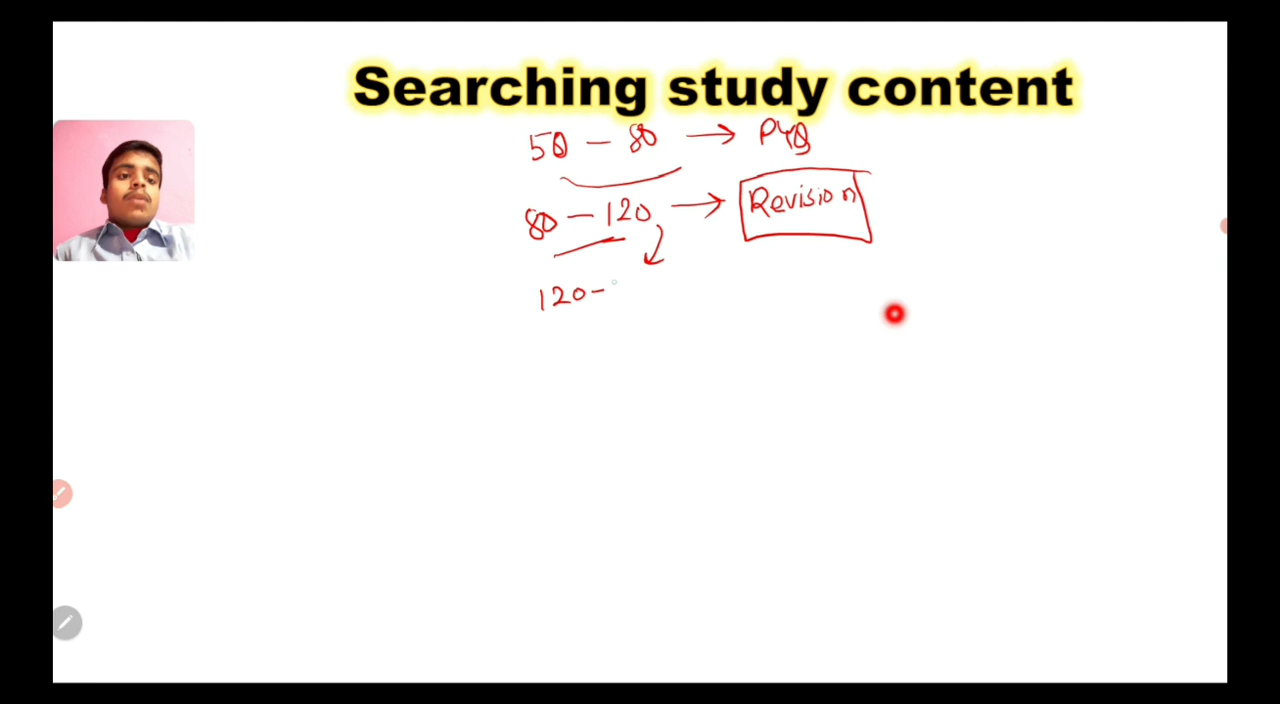 Searching study content
50 - 80 → PYQ
80 - 120 → Revision
120 -